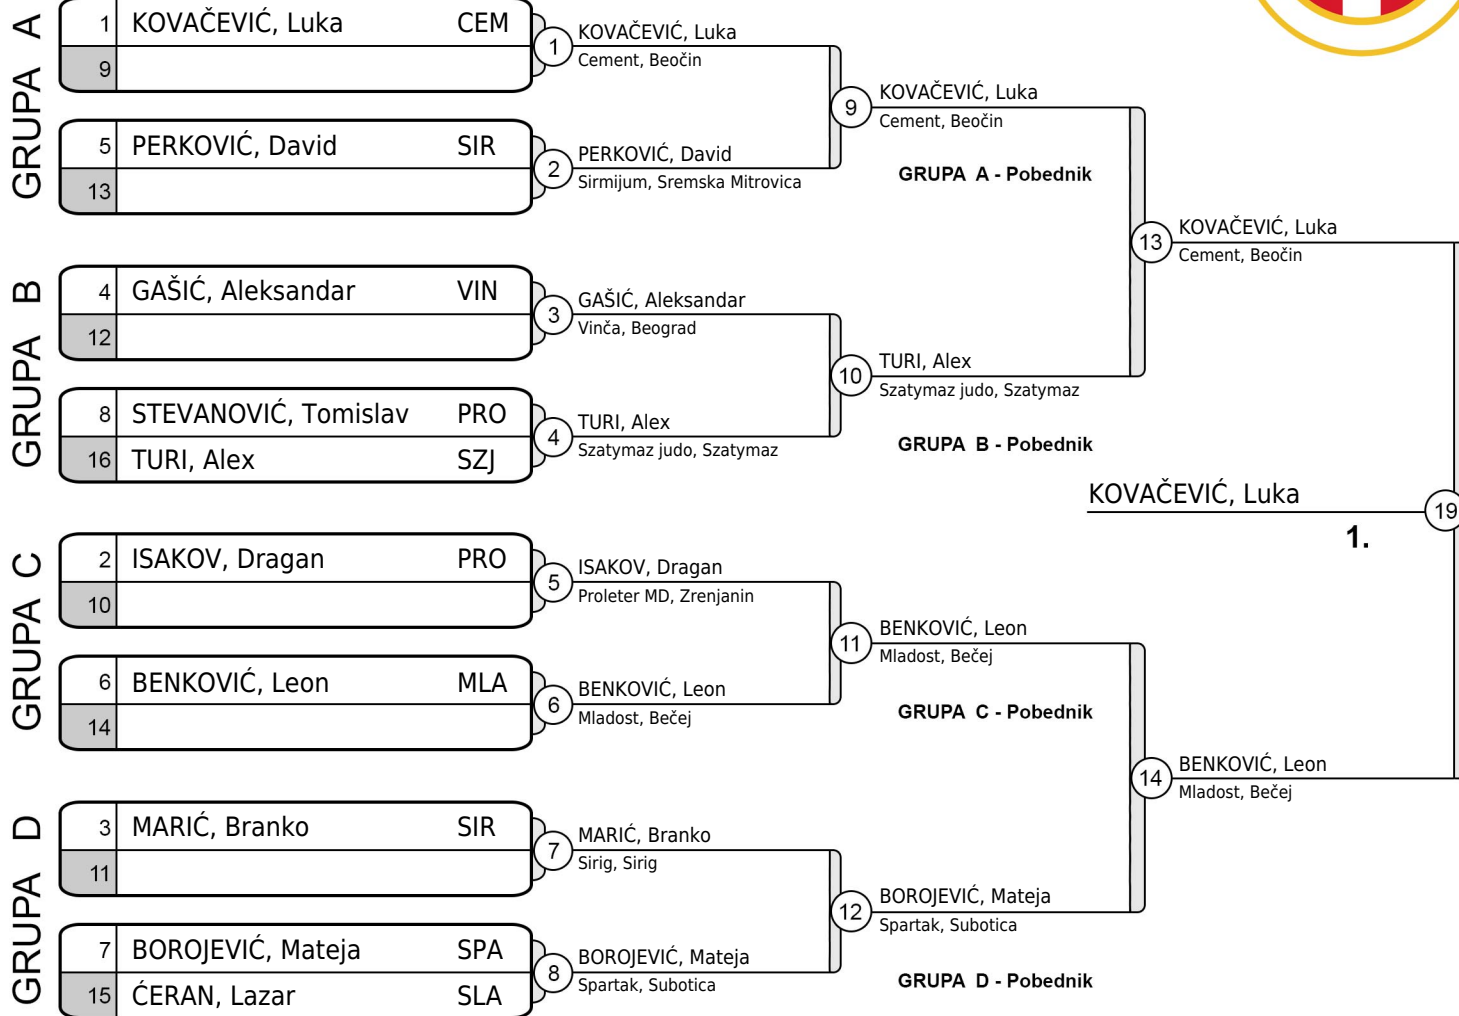 GRUPA A
1 KOVAČEVIĆ, Luka CEM
9
5 PERKOVIĆ, David SIR
13
1
KOVAČEVIĆ, Luka
Cement, Beočin
2
PERKOVIĆ, David
Sirmijum, Sremska Mitrovica
9
KOVAČEVIĆ, Luka
Cement, Beočin
GRUPA A - Pobednik
GRUPA B
4 GAŠIĆ, Aleksandar VIN
12
8 STEVANOVIĆ, Tomislav PRO
16 TURI, Alex SZJ
3
GAŠIĆ, Aleksandar
Vinča, Beograd
4
TURI, Alex
Szatymaz judo, Szatymaz
10
TURI, Alex
Szatymaz judo, Szatymaz
GRUPA B - Pobednik
13
KOVAČEVIĆ, Luka
Cement, Beočin
KOVAČEVIĆ, Luka
19
1.
GRUPA C
2 ISAKOV, Dragan PRO
10
6 BENKOVIĆ, Leon MLA
14
5
ISAKOV, Dragan
Proleter MD, Zrenjanin
6
BENKOVIĆ, Leon
Mladost, Bečej
11
BENKOVIĆ, Leon
Mladost, Bečej
GRUPA C - Pobednik
GRUPA D
3 MARIĆ, Branko SIR
11
7 BOROJEVIĆ, Mateja SPA
15 ĆERAN, Lazar SLA
7
MARIĆ, Branko
Sirig, Sirig
8
BOROJEVIĆ, Mateja
Spartak, Subotica
12
BOROJEVIĆ, Mateja
Spartak, Subotica
GRUPA D - Pobednik
14
BENKOVIĆ, Leon
Mladost, Bečej